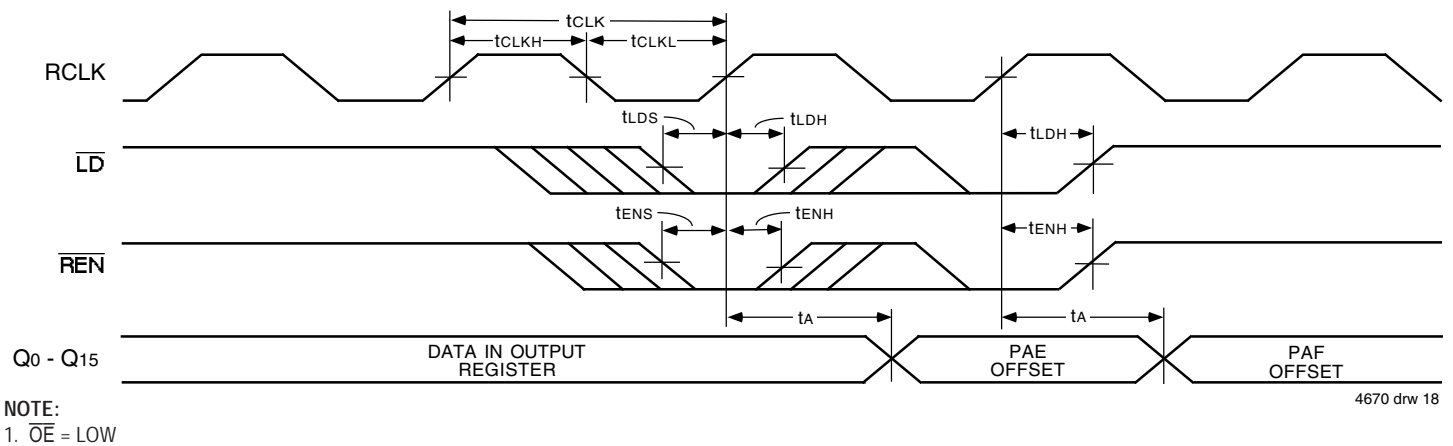 tCLK
tCLKH
tCLKL
RCLK
tLDS
tLDH
tLDH
LD
tENS
tENH
tENH
REN
tA
tA
Q0 - Q15
DATA IN OUTPUT
REGISTER
PAE
OFFSET
PAF
OFFSET
4670 drw 18
NOTE:
1. OE = LOW